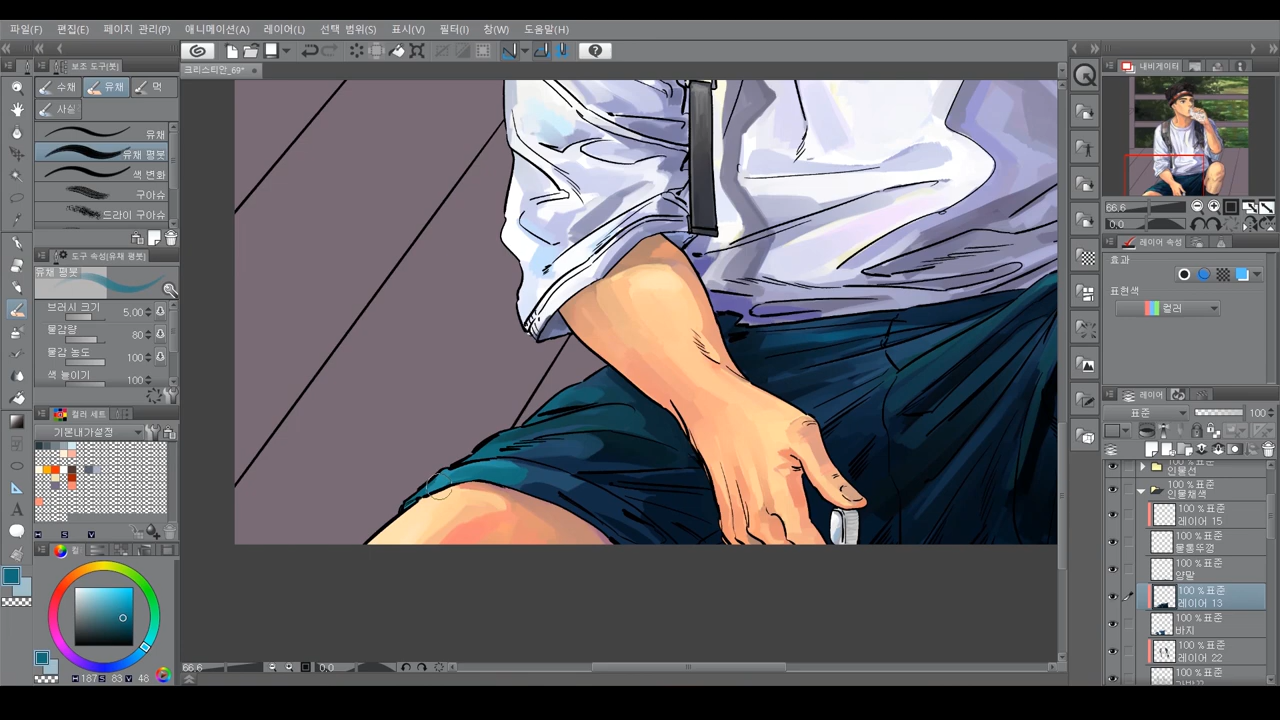 파일(F) 편집(E) 페이지 관리(P) 애니메이션(A) 레이어(L) 선택 범위(S) 표시(V) 필터(I) 창(W) 도움말(H)
보조 도구(붓)
수채 유채 먹
사실
유채
유채 평붓
색 변화
구아슈
드라이 구아슈
도구 속성(유채 평붓)
유채 평붓
브러시 크기 5.00
물감량 80
물감 농도 100
색 늘이기 100
컬러 세트
기본내가설정
H S V
컬
H 187 S 83 V 48
크리스티안_69*
66.6 0.0
내비게이터
66.6
0.0
레이어 속성
효과
표현색
컬러
레이어
표준 100
인물선
100 %표준
인물채색
100 %표준
레이어 15
100 %표준
물통뚜껑
100 %표준
양말
100 %표준
레이어 13
100 %표준
바지
100 %표준
레이어 22
100 %표준